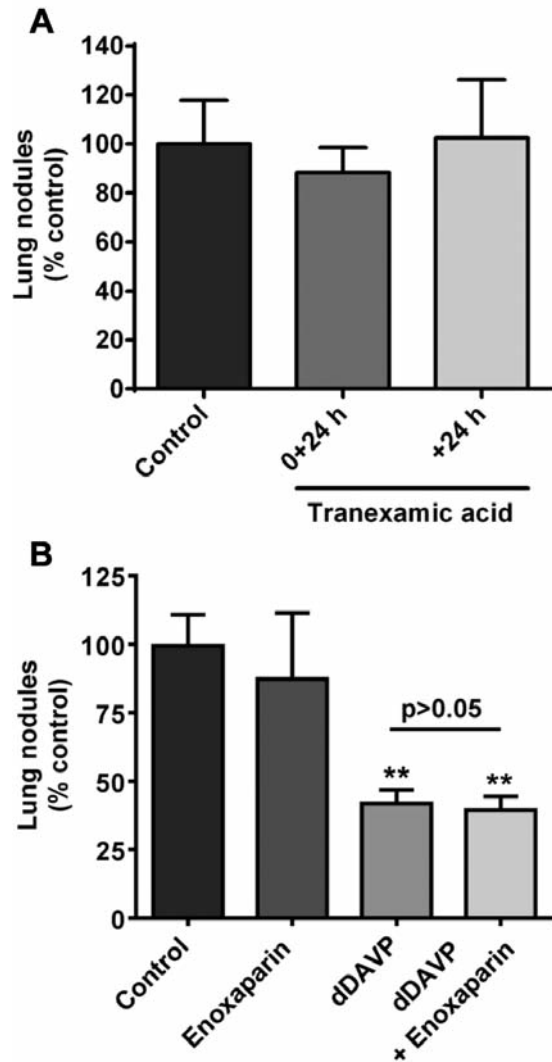 A
Lung nodules
(% control)
140
120
100
80
60
40
20
0
Control
0+24 h
+24 h
Tranexamic acid
B
Lung nodules
(% control)
125
100
75
50
25
0
p>0.05
**
**
Control
Enoxaparin
dDAVP
dDAVP
+ Enoxaparin